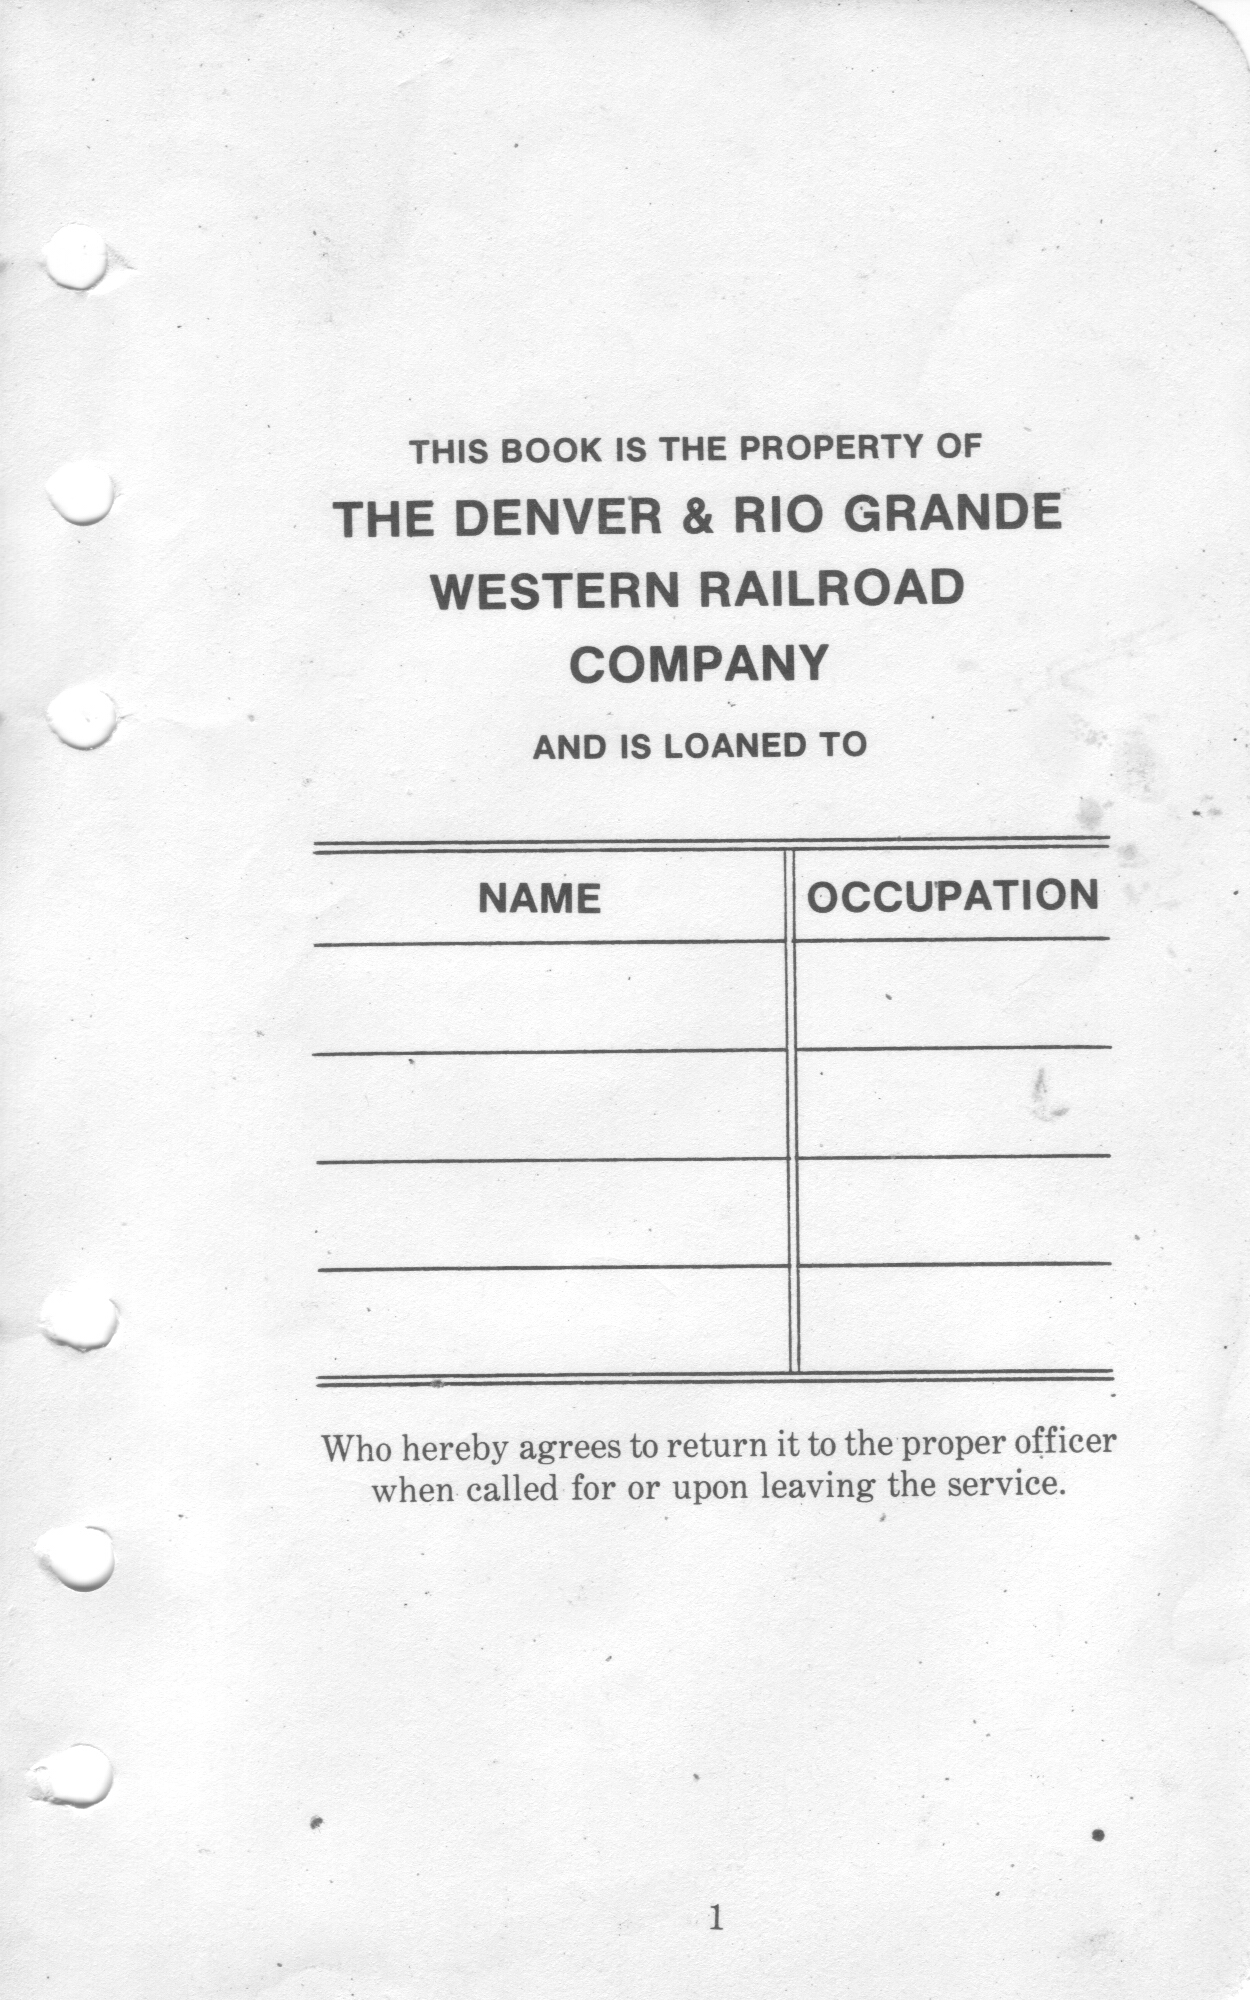 THIS BOOK IS THE PROPERTY OF
THE DENVER & RIO GRANDE
WESTERN RAILROAD
COMPANY
AND IS LOANED TO
NAME OCCUPATION
Who hereby agrees to return it to the proper officer
when called for or upon leaving the service.
1